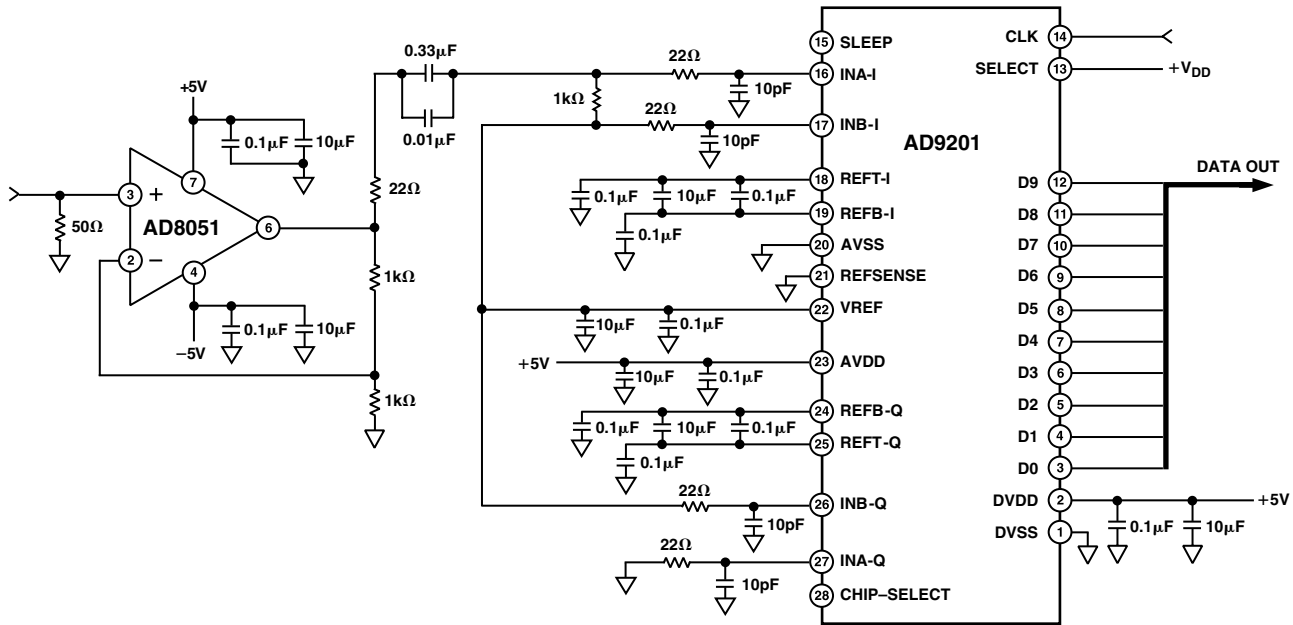 0.33μF
0.01μF
22Ω
10pF
1kΩ
22Ω
10pF
+5V
0.1μF
10μF
22Ω
3
+
7
AD8051
6
50Ω
2
−
4
1kΩ
0.1μF
10μF
−5V
1kΩ
0.1μF
10μF
0.1μF
0.1μF
10μF
0.1μF
+5V
10μF
0.1μF
0.1μF
10μF
0.1μF
0.1μF
22Ω
10pF
22Ω
10pF
AD9201
15 SLEEP
16 INA-I
17 INB-I
18 REFT-I
19 REFB-I
20 AVSS
21 REFSENSE
22 VREF
23 AVDD
24 REFB-Q
25 REFT-Q
26 INB-Q
27 INA-Q
28 CHIP–SELECT
CLK 14
SELECT 13
+VDD
D9 12
D8 11
D7 10
D6 9
D5 8
D4 7
D3 6
D2 5
D1 4
D0 3
DVDD 2
DVSS 1
DATA OUT
+5V
0.1μF
10μF